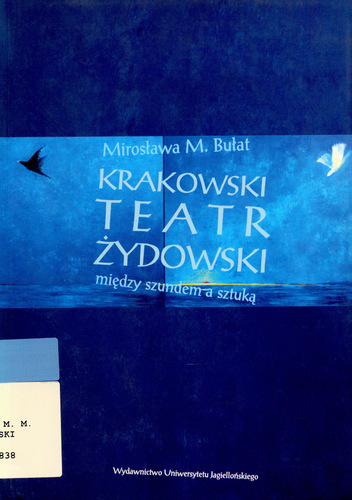 Mirosława M. Bułat
KRAKOWSKI
TEATR
ŻYDOWSKI
między szundem a sztuką
M. M.
SKI
838
Wydawnictwo Uniwersytetu Jagiellońskiego